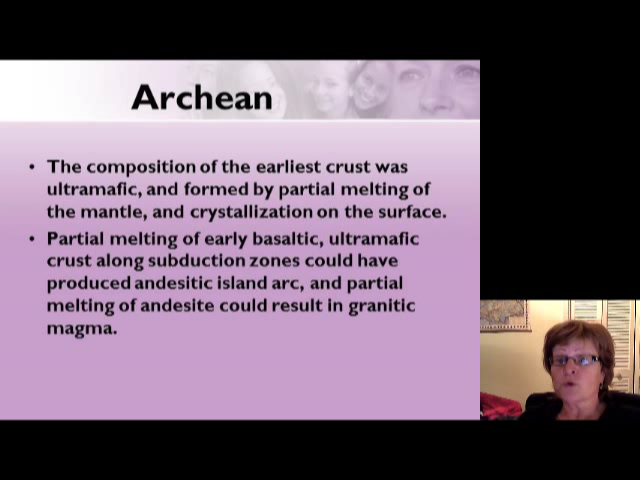 Archean
• The composition of the earliest crust was
ultramafic, and formed by partial melting of
the mantle, and crystallization on the surface.
• Partial melting of early basaltic, ultramafic
crust along subduction zones could have
produced andesitic island arc, and partial
melting of andesite could result in granitic
magma.